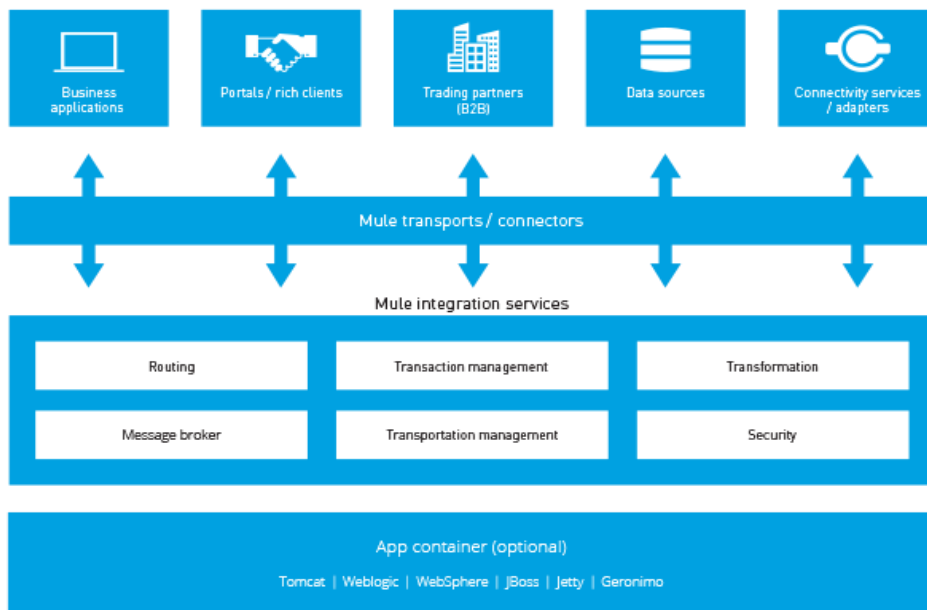 Business
applications
Portals / rich clients
Trading partners
(B2B)
Data sources
Connectivity services
/ adapters
Mule transports / connectors
Mule integration services
Routing
Transaction management
Transformation
Message broker
Transportation management
Security
App container (optional)
Tomcat | Weblogic | WebSphere | JBoss | Jetty | Geronimo